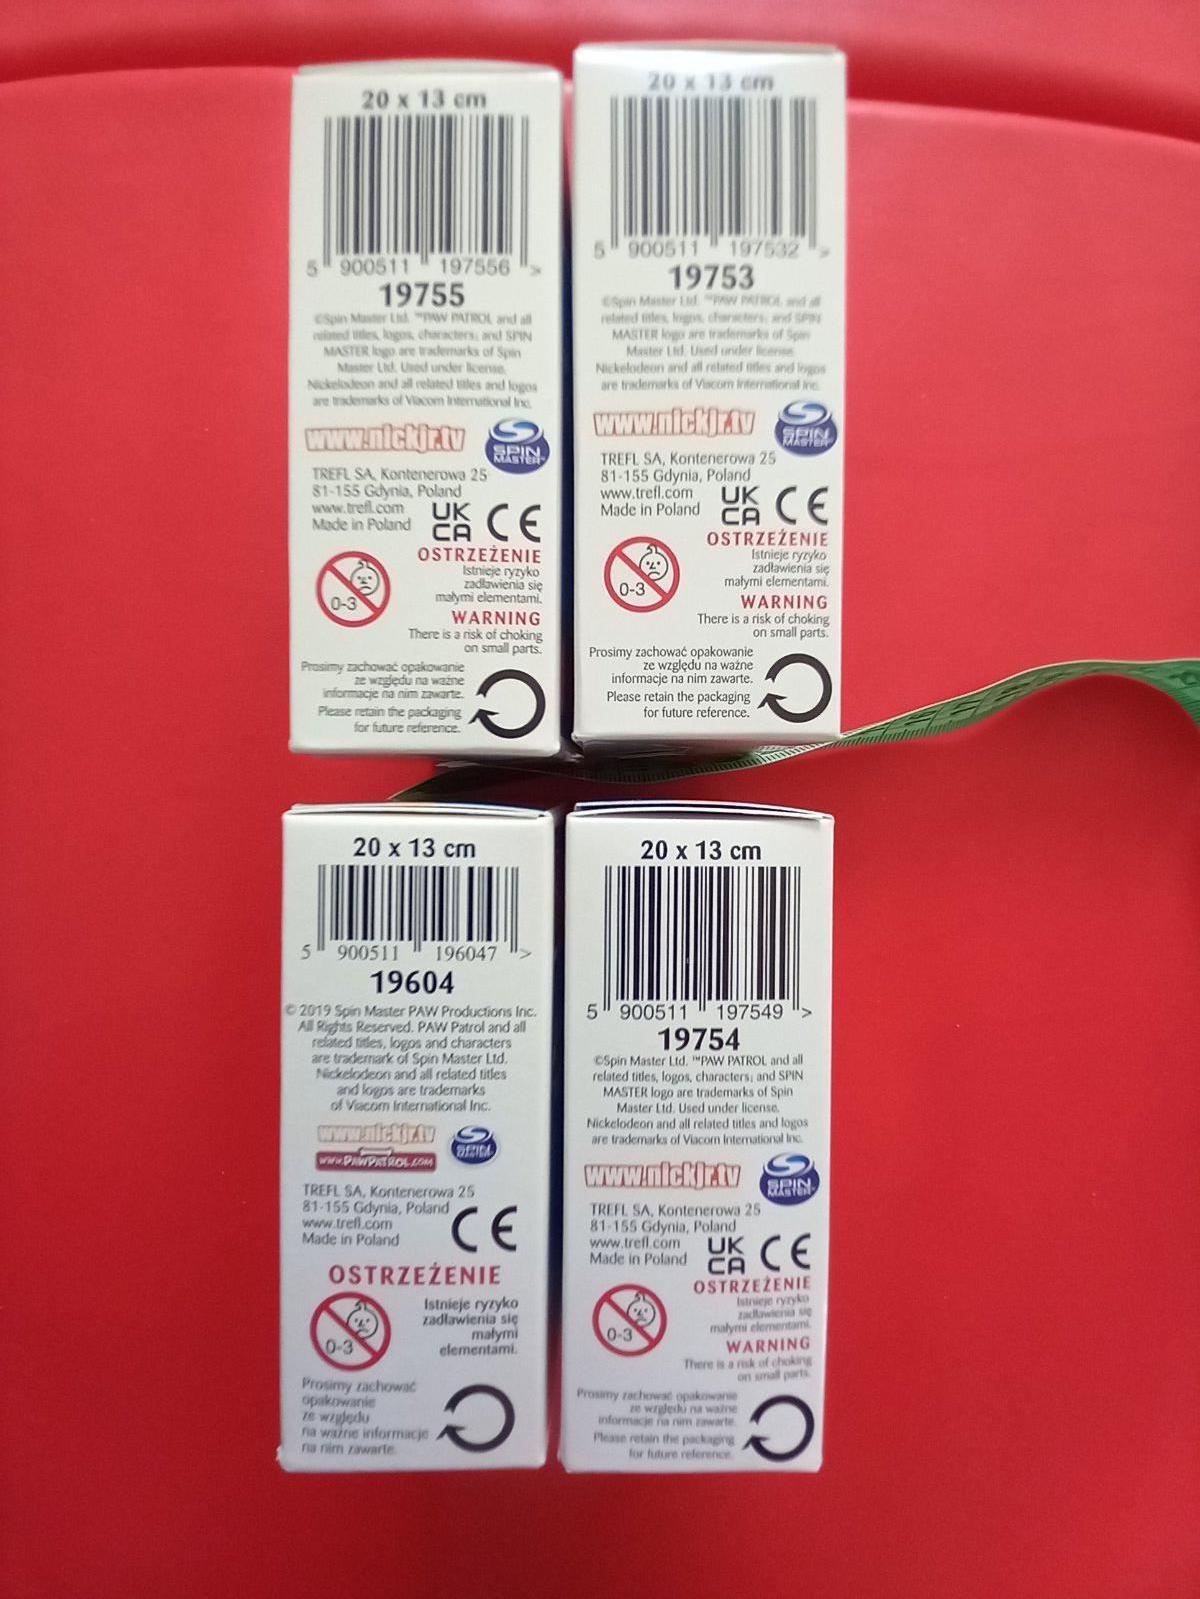 20 x 13 cm
5 900511 197556 >
19755
©Spin Master Ltd. ™PAW PATROL and all
related titles, logos, characters; and SPIN
MASTER logo are trademarks of Spin
Master Ltd. Used under license.
Nickelodeon and all related titles and logos
are trademarks of Viacom International Inc.
www.nickjr.tv
SPIN
MASTER™
TREFL SA, Kontenerowa 25
81-155 Gdynia, Poland
www.trefl.com
Made in Poland
UK
CA
CE
OSTRZEŻENIE
Istnieje ryzyko
zadławienia się
małymi elementami.
0-3
WARNING
There is a risk of choking
on small parts.
Prosimy zachować opakowanie
ze względu na ważne
informacje na nim zawarte.
Please retain the packaging
for future reference.
20 x 13 cm
5 900511 197532 >
19753
©Spin Master Ltd. ™PAW PATROL and all
related titles, logos, characters; and SPIN
MASTER logo are trademarks of Spin
Master Ltd. Used under license.
Nickelodeon and all related titles and logos
are trademarks of Viacom International Inc.
www.nickjr.tv
SPIN
MASTER™
TREFL SA, Kontenerowa 25
81-155 Gdynia, Poland
www.trefl.com
Made in Poland
UK
CA
CE
OSTRZEŻENIE
Istnieje ryzyko
zadławienia się
małymi elementami.
0-3
WARNING
There is a risk of choking
on small parts.
Prosimy zachować opakowanie
ze względu na ważne
informacje na nim zawarte.
Please retain the packaging
for future reference.
20 x 13 cm
5 900511 196047 >
19604
© 2019 Spin Master PAW Productions Inc.
All Rights Reserved. PAW Patrol and all
related titles, logos and characters
are trademark of Spin Master Ltd.
Nickelodeon and all related titles
and logos are trademarks
of Viacom International Inc.
www.nickjr.tv
www.PAWPATROL.COM
SPIN
MASTER™
TREFL SA, Kontenerowa 25
81-155 Gdynia, Poland
www.trefl.com
Made in Poland
CE
OSTRZEŻENIE
0-3
Istnieje ryzyko
zadławienia się
małymi
elementami.
Prosimy zachować
opakowanie
ze względu
na ważne informacje
na nim zawarte.
20 x 13 cm
5 900511 197549 >
19754
©Spin Master Ltd. ™PAW PATROL and all
related titles, logos, characters; and SPIN
MASTER logo are trademarks of Spin
Master Ltd. Used under license.
Nickelodeon and all related titles and logos
are trademarks of Viacom International Inc.
www.nickjr.tv
SPIN
MASTER™
TREFL SA, Kontenerowa 25
81-155 Gdynia, Poland
www.trefl.com
Made in Poland
UK
CA
CE
OSTRZEŻENIE
Istnieje ryzyko
zadławienia się
małymi elementami.
0-3
WARNING
There is a risk of choking
on small parts.
Prosimy zachować opakowanie
ze względu na ważne
informacje na nim zawarte.
Please retain the packaging
for future reference.